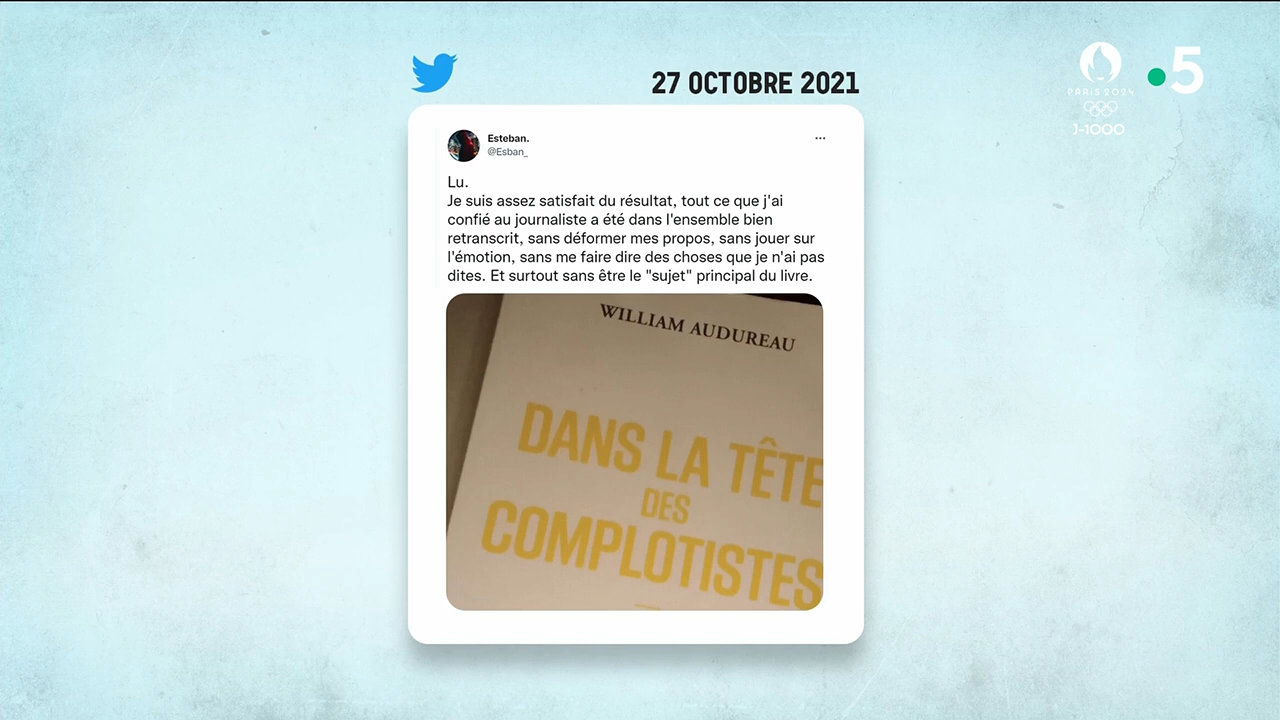 27 OCTOBRE 2021
PARIS 2024
J-1000
5
Esteban.
@Esban_
Lu.
Je suis assez satisfait du résultat, tout ce que j'ai
confié au journaliste a été dans l'ensemble bien
retranscrit, sans déformer mes propos, sans jouer sur
l'émotion, sans me faire dire des choses que je n'ai pas
dites. Et surtout sans être le "sujet" principal du livre.
WILLIAM AUDUREAU
DANS LA TÊTE
DES
COMPLOTISTES